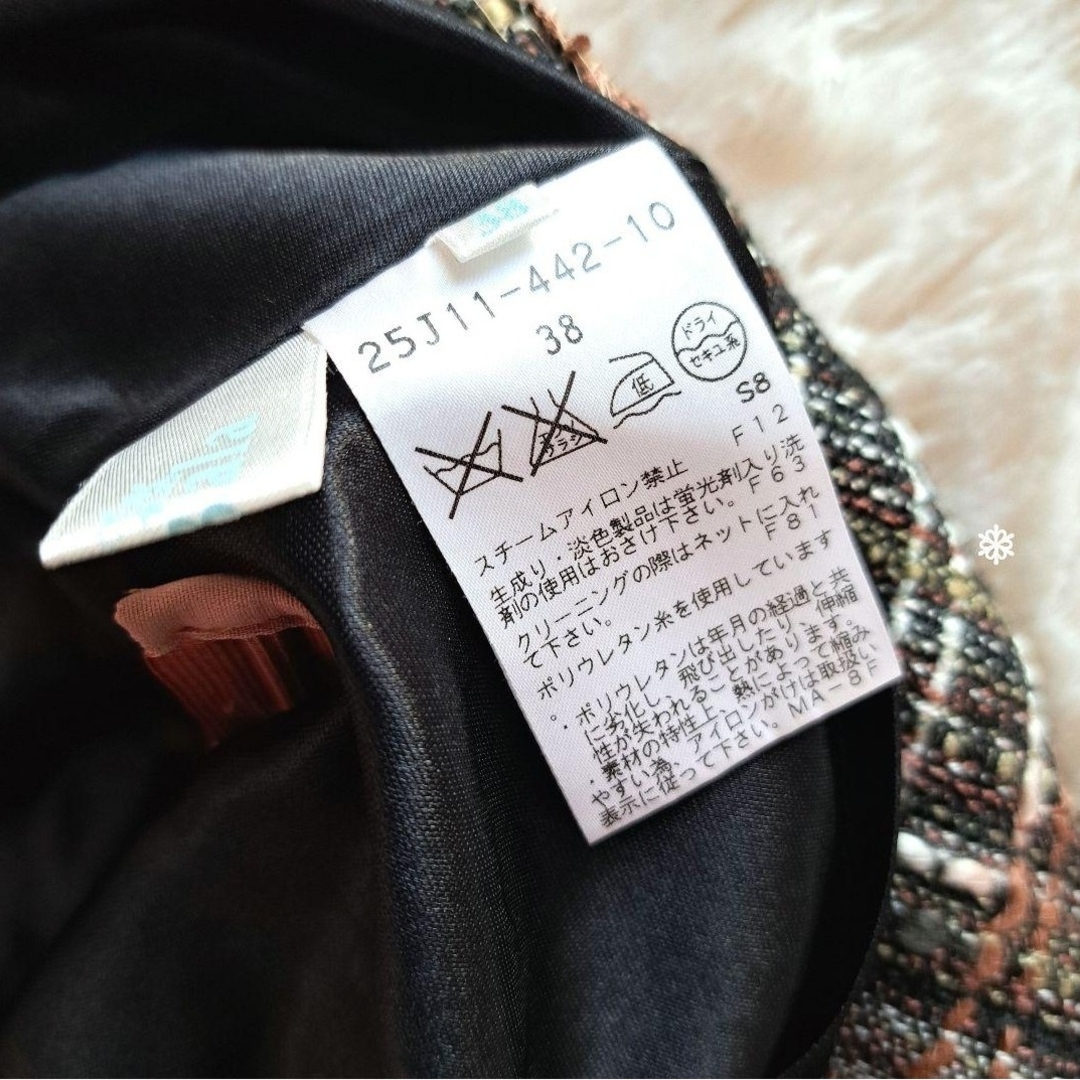 25J11-442-10
38
ドライ
セキユ系
低
エンソ
サラシ
S8
スチームアイロン禁止 F12
生成り・淡色製品は蛍光剤入り洗
剤の使用はおさけ下さい。 F63
クリーニングの際はネットに入れ
て下さい。 F81
ポリウレタン糸を使用しています
。
・ポリウレタンは年月の経過と共
に劣化し、飛び出したり、伸縮
性が失われることがあります。
・素材の特性上、熱によって縮み
やすい為、アイロンがけは取扱い
表示に従って下さい。MA-8F